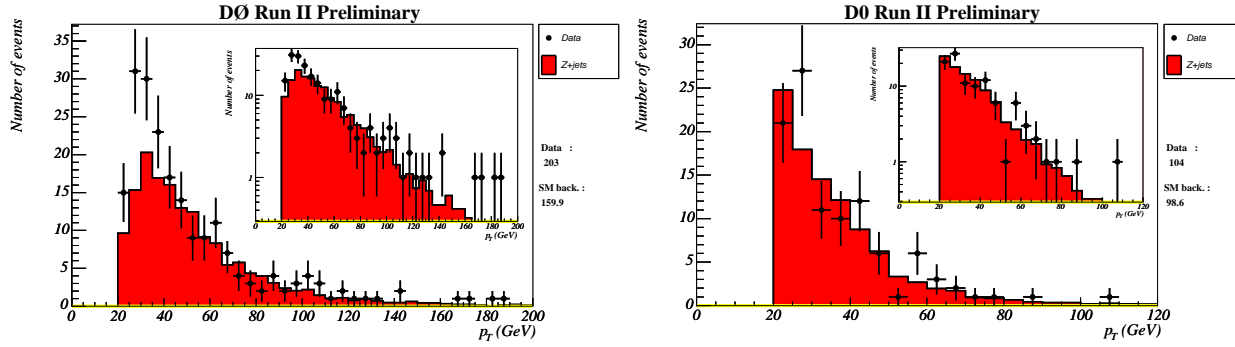 DØ Run II Preliminary
Number of events
35
30
25
20
15
10
5
0
0 20 40 60 80 100 120 140 160 180 200
p_T (GeV)
Number of events
10
1
0 20 40 60 80 100 120 140 160 180 200
p_T (GeV)
Data
Z+jets
Data
Z+jets
Data :
203
SM back. :
159.9
D0 Run II Preliminary
Number of events
30
25
20
15
10
5
0
0 20 40 60 80 100 120
p_T (GeV)
Number of events
10
1
0 20 40 60 80 100 120
p_T (GeV)
Data
Z+jets
Data
Z+jets
Data :
104
SM back. :
98.6